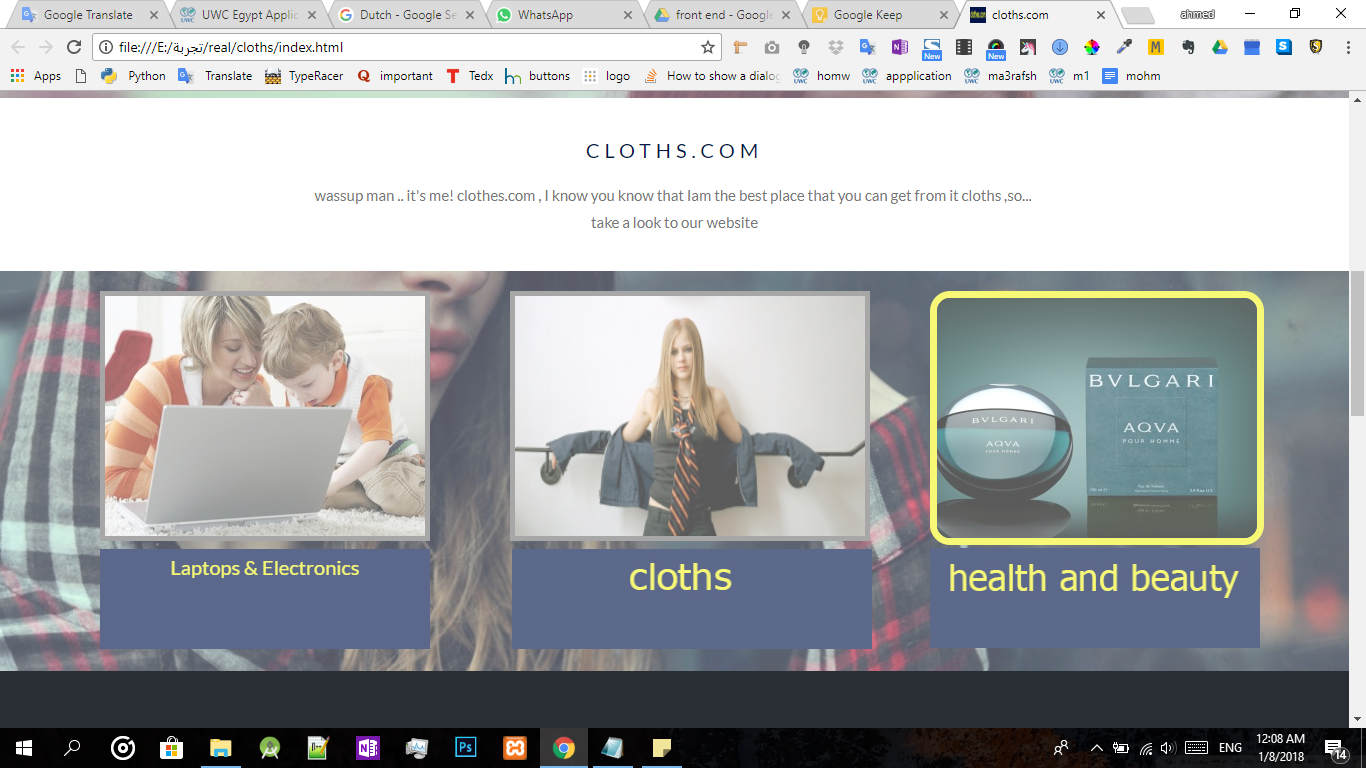 Google Translate
UWC Egypt Applic
Dutch - Google Se
WhatsApp
front end - Google
Google Keep
cloths.com
ahmed
file:///E:/تجربة/real/cloths/index.html
New
New
Apps
Python
Translate
TypeRacer
important
Tedx
buttons
logo
How to show a dialog
homw
appplication
ma3rafsh
m1
mohm
CLOTHS.COM
wassup man .. it's me! clothes.com , I know you know that Iam the best place that you can get from it cloths ,so...
take a look to our website
BVLGARI
AQVA
POUR HOMME
BVLGARI
AQVA
POUR HOMME
Laptops & Electronics
cloths
health and beauty
ENG
12:08 AM
1/8/2018
14